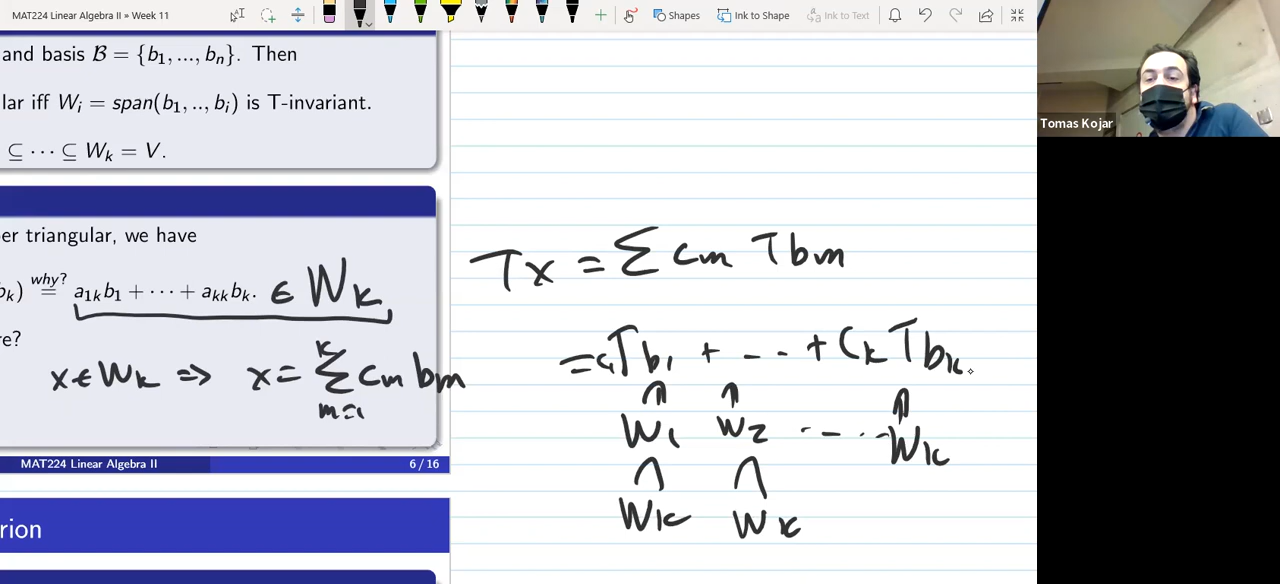 MAT224 Linear Algebra II » Week 11
Shapes
Ink to Shape
Ink to Text
and basis B = {b₁, ..., bₙ}. Then
lar iff Wᵢ = span(b₁, .., bᵢ) is T-invariant.
⊆ ⋯ ⊆ Wₖ = V.
er triangular, we have
bₖ) why?= a₁ₖb₁ + ⋯ + aₖₖbₖ. ∈ Wₖ
re?
x ∈ Wₖ ⇒ x = Σᵏₘ₌₁ cₘ bₘ
MAT224 Linear Algebra II
6 / 16
rion
Tx = Σ cₘ Tbₘ
= c₁Tb₁ + - - - + cₖTbₖ.
W₁ W₂ - - - - Wₖ
Wₖ Wₖ
Tomas Kojar